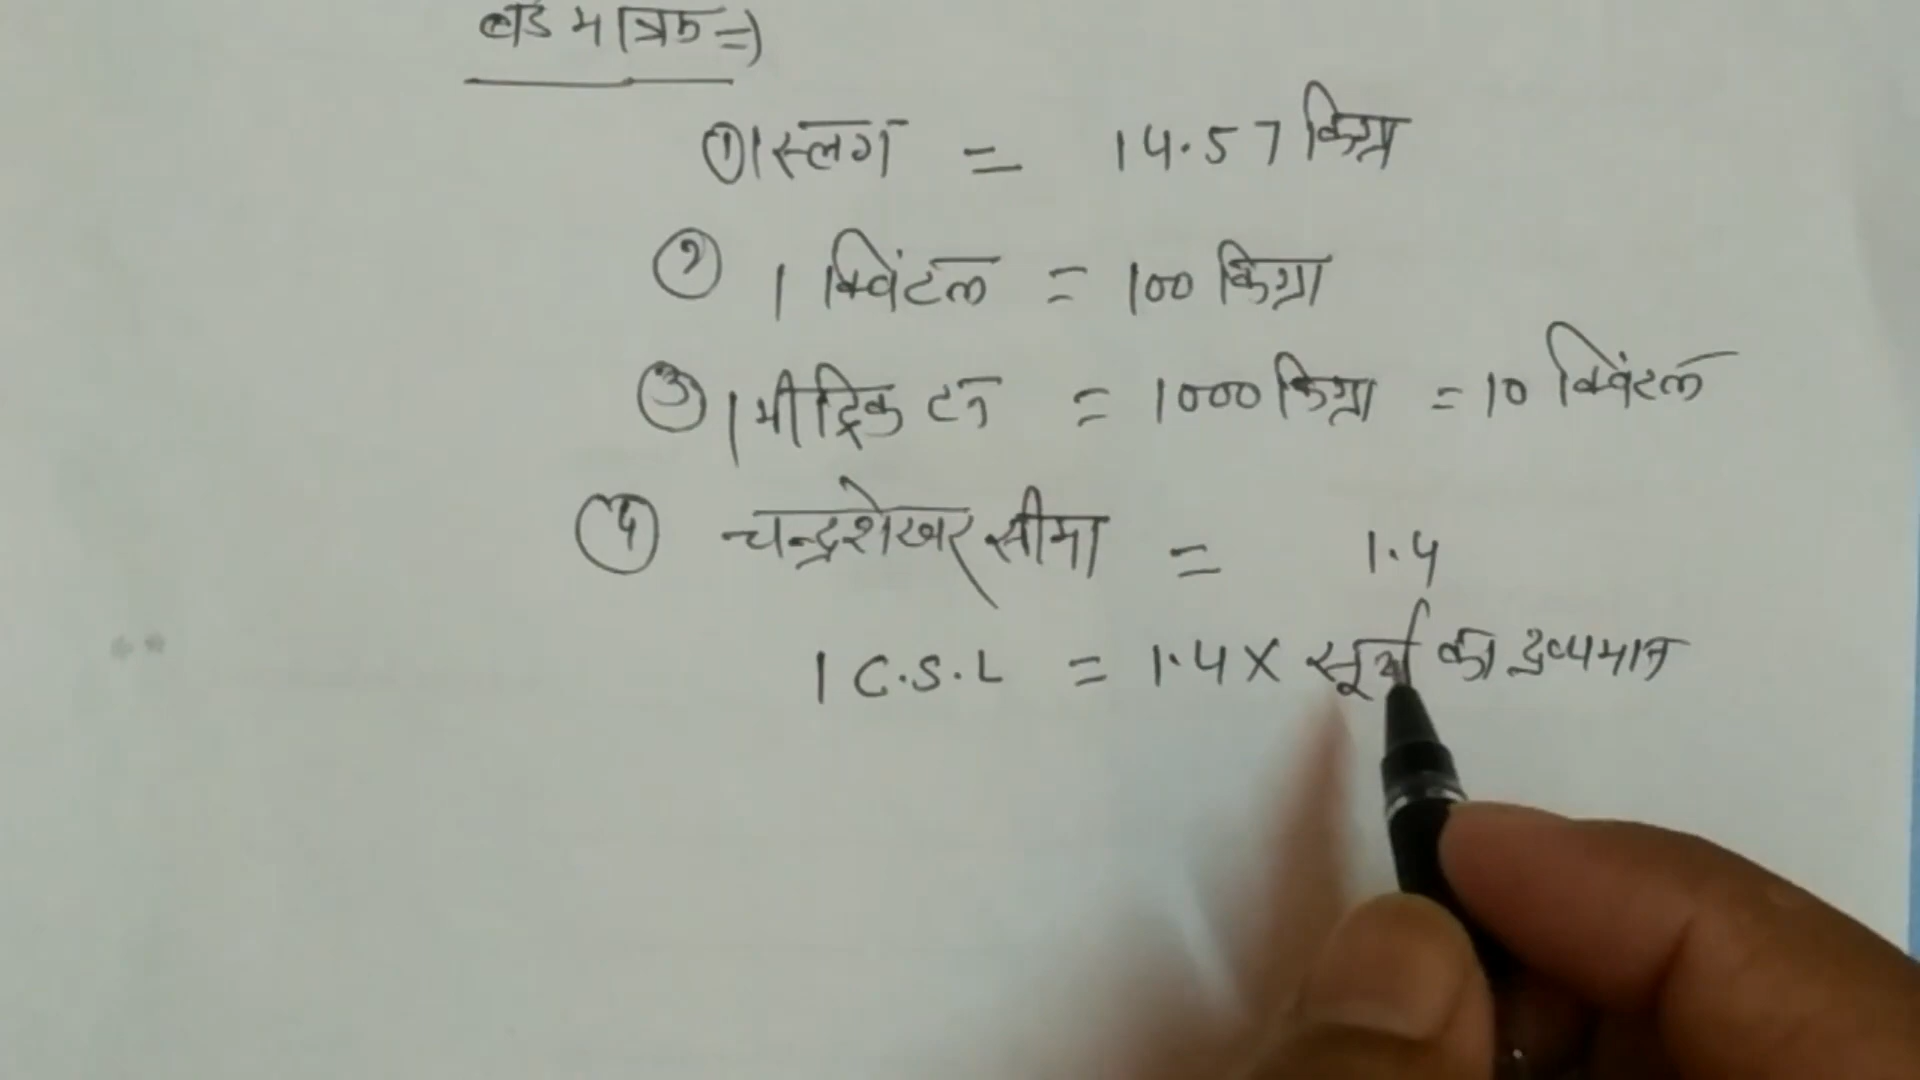 बडे मात्रक ⇒
① 1 स्लग = 14.57 किग्रा
② 1 क्विंटल = 100 किग्रा
③ 1 मीट्रिक टन = 1000 किग्रा = 10 क्विंटल
④ चन्द्रशेखर सीमा = 1.4
1 C.S.L = 1.4 X सूर्य का द्रव्यमान